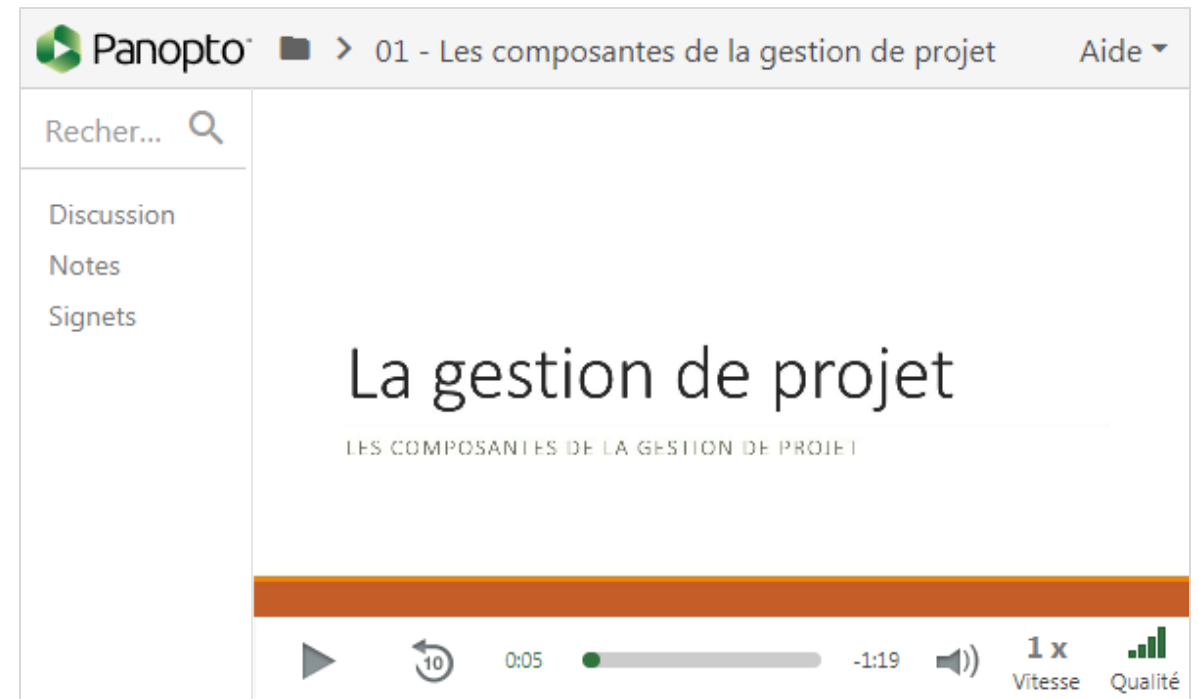 Panopto™ > 01 - Les composantes de la gestion de projet Aide
Recher...
Discussion
Notes
Signets
La gestion de projet
LES COMPOSANTES DE LA GESTION DE PROJET
10 0:05 -1:19 1 x
Vitesse Qualité